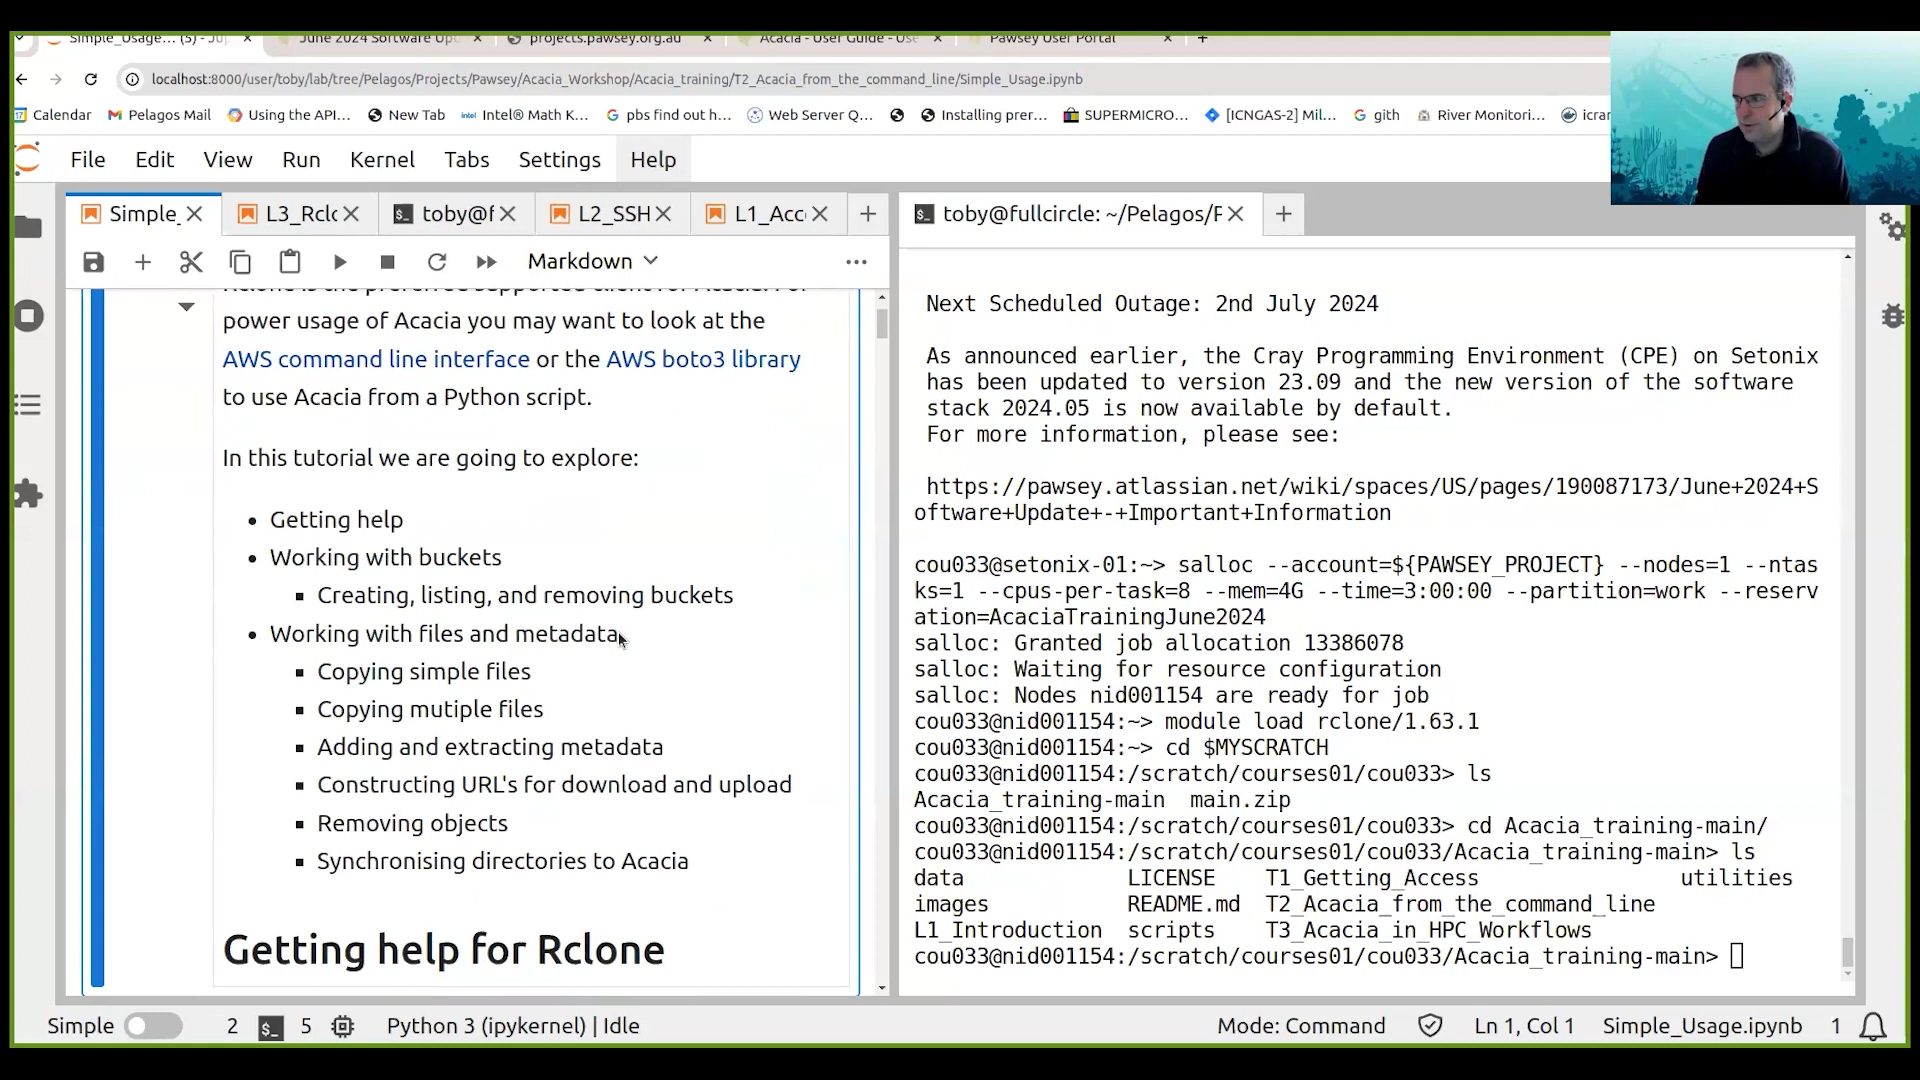 Simple_Usage... (5) - Ju
June 2024 Software Up
projects.pawsey.org.au
Acacia - User Guide - Use
Pawsey User Portal
localhost:8000/user/toby/lab/tree/Pelagos/Projects/Pawsey/Acacia_Workshop/Acacia_training/T2_Acacia_from_the_command_line/Simple_Usage.ipynb
Calendar
Pelagos Mail
Using the API...
New Tab
intel Intel® Math K...
pbs find out h...
Web Server Q...
Installing prer...
SUPERMICRO...
[ICNGAS-2] Mil...
gith
River Monitori...
icrar
File Edit View Run Kernel Tabs Settings Help
Simple_
L3_Rclo
toby@f
L2_SSH
L1_Acc
toby@fullcircle: ~/Pelagos/P
Markdown
power usage of Acacia you may want to look at the
AWS command line interface or the AWS boto3 library
to use Acacia from a Python script.
In this tutorial we are going to explore:
• Getting help
• Working with buckets
▪ Creating, listing, and removing buckets
• Working with files and metadata
▪ Copying simple files
▪ Copying mutiple files
▪ Adding and extracting metadata
▪ Constructing URL's for download and upload
▪ Removing objects
▪ Synchronising directories to Acacia
Getting help for Rclone
Next Scheduled Outage: 2nd July 2024
As announced earlier, the Cray Programming Environment (CPE) on Setonix
has been updated to version 23.09 and the new version of the software
stack 2024.05 is now available by default.
For more information, please see:
https://pawsey.atlassian.net/wiki/spaces/US/pages/190087173/June+2024+S
oftware+Update+-+Important+Information
cou033@setonix-01:~> salloc --account=${PAWSEY_PROJECT} --nodes=1 --ntas
ks=1 --cpus-per-task=8 --mem=4G --time=3:00:00 --partition=work --reserv
ation=AcaciaTrainingJune2024
salloc: Granted job allocation 13386078
salloc: Waiting for resource configuration
salloc: Nodes nid001154 are ready for job
cou033@nid001154:~> module load rclone/1.63.1
cou033@nid001154:~> cd $MYSCRATCH
cou033@nid001154:/scratch/courses01/cou033> ls
Acacia_training-main main.zip
cou033@nid001154:/scratch/courses01/cou033> cd Acacia_training-main/
cou033@nid001154:/scratch/courses01/cou033/Acacia_training-main> ls
data LICENSE T1_Getting_Access utilities
images README.md T2_Acacia_from_the_command_line
L1_Introduction scripts T3_Acacia_in_HPC_Workflows
cou033@nid001154:/scratch/courses01/cou033/Acacia_training-main>
Simple 2 5 Python 3 (ipykernel) | Idle
Mode: Command Ln 1, Col 1 Simple_Usage.ipynb 1